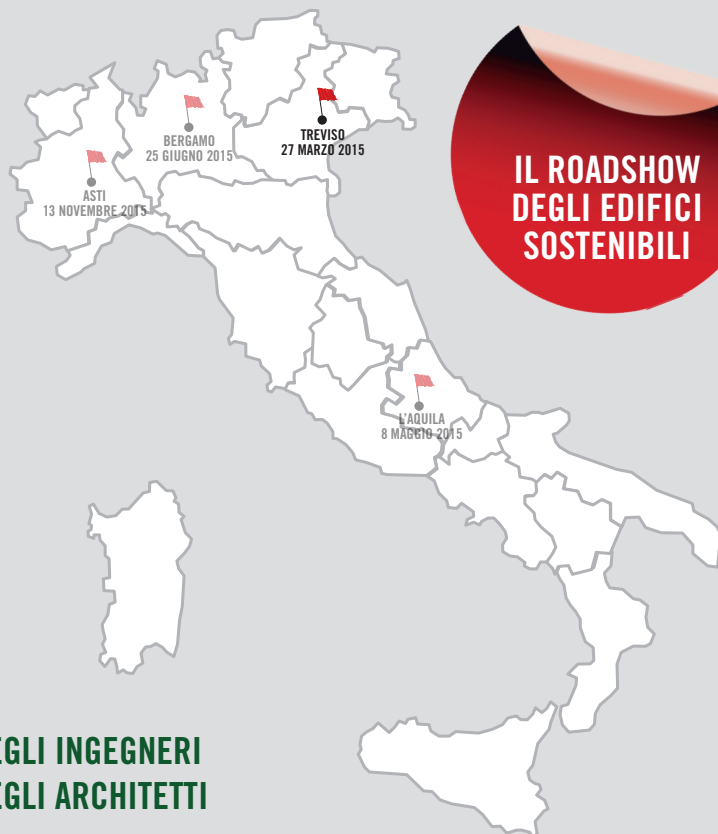 BERGAMO
25 GIUGNO 2015
TREVISO
27 MARZO 2015
ASTI
13 NOVEMBRE 2015
IL ROADSHOW
DEGLI EDIFICI
SOSTENIBILI
L'AQUILA
8 MAGGIO 2015
EGLI INGEGNERI
EGLI ARCHITETTI